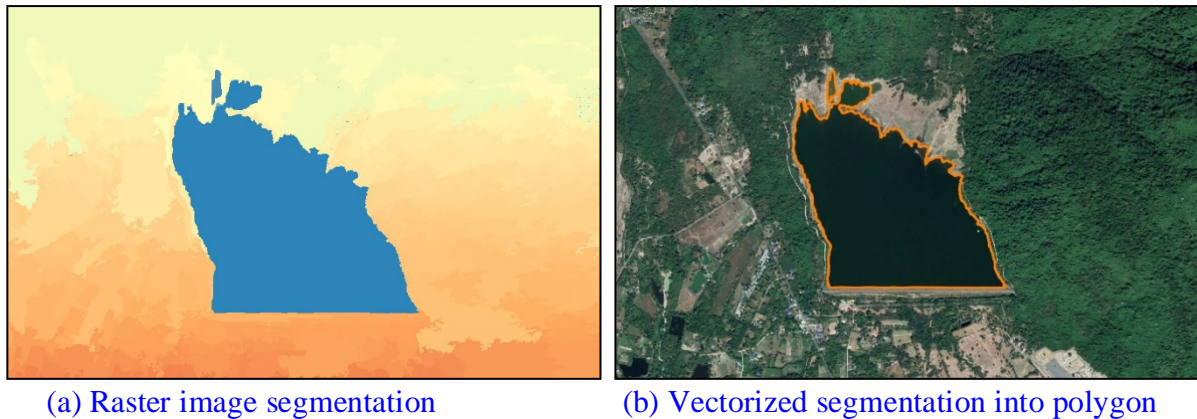 (a) Raster image segmentation
(b) Vectorized segmentation into polygon